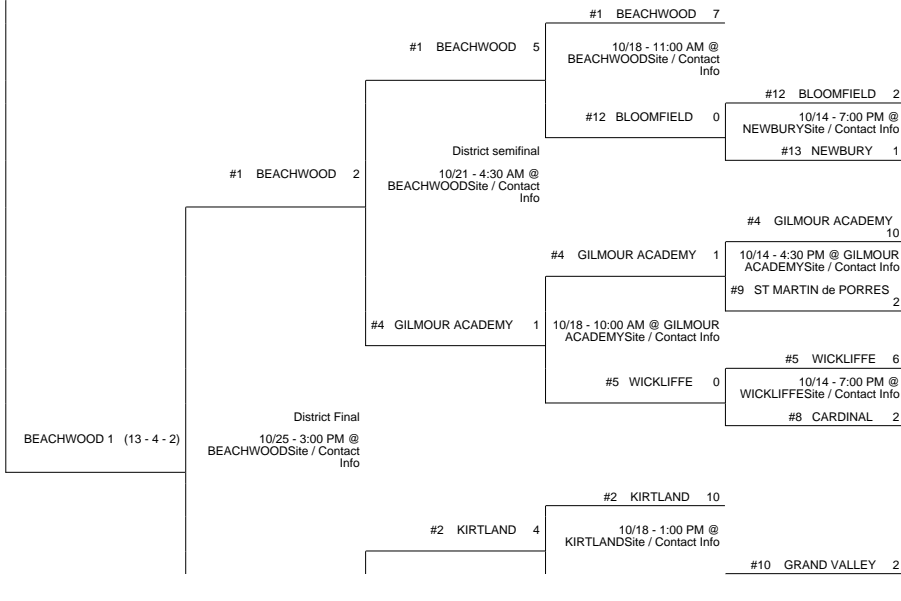 #1 BEACHWOOD 7
#1 BEACHWOOD 5
10/18 - 11:00 AM @
BEACHWOODSite / Contact
Info
#12 BLOOMFIELD 2
#12 BLOOMFIELD 0
10/14 - 7:00 PM @
NEWBURYSite / Contact Info
#13 NEWBURY 1
District semifinal
#1 BEACHWOOD 2
10/21 - 4:30 AM @
BEACHWOODSite / Contact
Info
#4 GILMOUR ACADEMY
10
#4 GILMOUR ACADEMY 1
10/14 - 4:30 PM @ GILMOUR
ACADEMYSite / Contact Info
#9 ST MARTIN de PORRES
2
#4 GILMOUR ACADEMY 1
10/18 - 10:00 AM @ GILMOUR
ACADEMYSite / Contact Info
#5 WICKLIFFE 6
#5 WICKLIFFE 0
10/14 - 7:00 PM @
WICKLIFFESite / Contact Info
#8 CARDINAL 2
District Final
BEACHWOOD 1 (13 - 4 - 2)
10/25 - 3:00 PM @
BEACHWOODSite / Contact
Info
#2 KIRTLAND 10
#2 KIRTLAND 4
10/18 - 1:00 PM @
KIRTLANDSite / Contact Info
#10 GRAND VALLEY 2